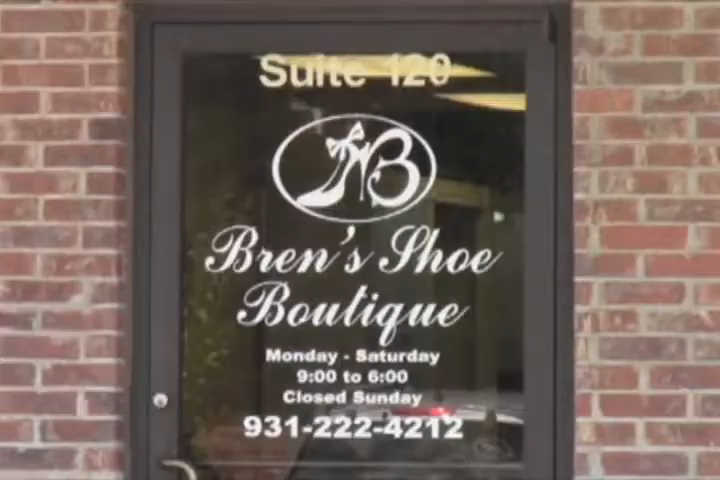 Suite 120
B
Bren's Shoe
Boutique
Monday - Saturday
9:00 to 6:00
Closed Sunday
931-222-4212